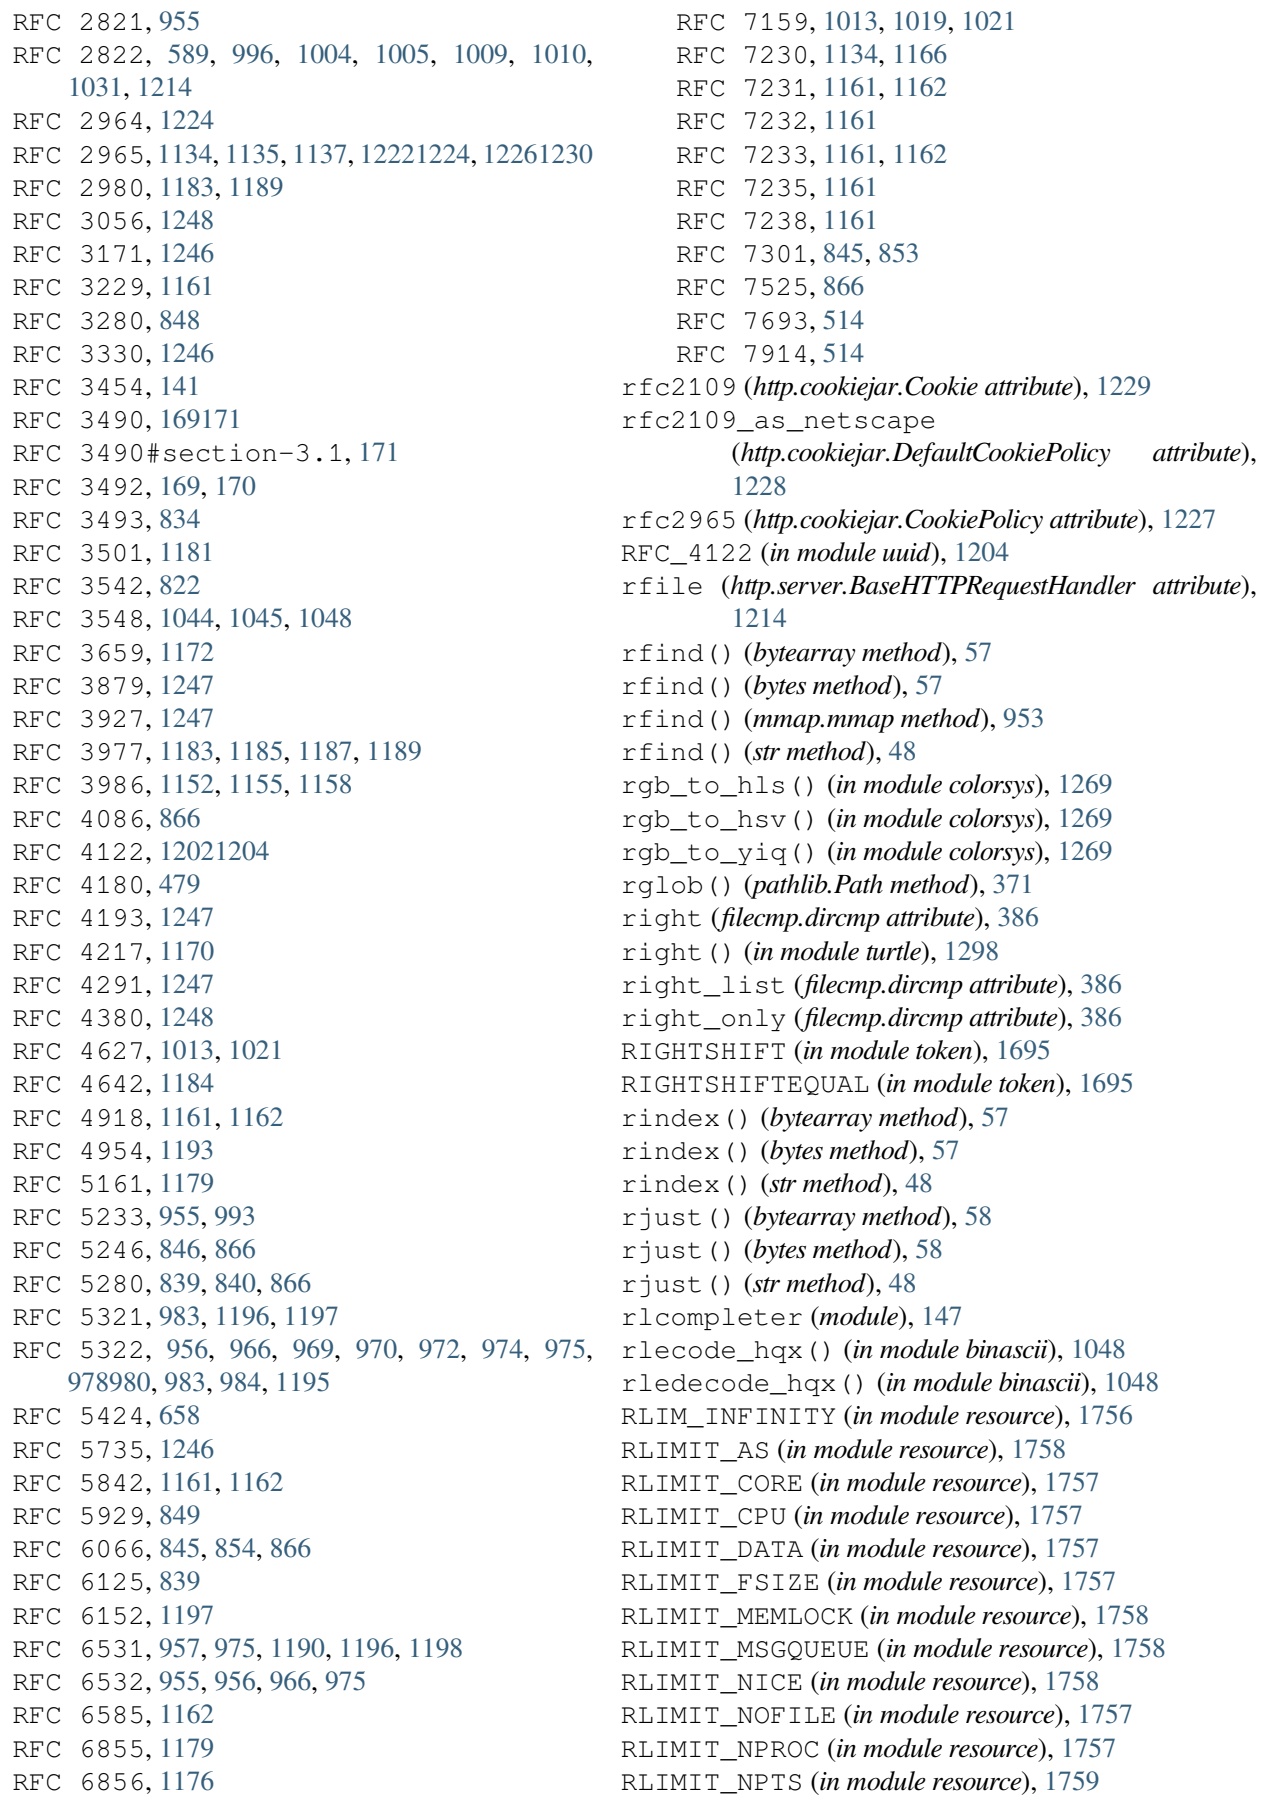 RFC 2821, 955
RFC 2822, 589, 996, 1004, 1005, 1009, 1010,
1031, 1214
RFC 2964, 1224
RFC 2965, 1134, 1135, 1137, 12221224, 12261230
RFC 2980, 1183, 1189
RFC 3056, 1248
RFC 3171, 1246
RFC 3229, 1161
RFC 3280, 848
RFC 3330, 1246
RFC 3454, 141
RFC 3490, 169171
RFC 3490#section-3.1, 171
RFC 3492, 169, 170
RFC 3493, 834
RFC 3501, 1181
RFC 3542, 822
RFC 3548, 1044, 1045, 1048
RFC 3659, 1172
RFC 3879, 1247
RFC 3927, 1247
RFC 3977, 1183, 1185, 1187, 1189
RFC 3986, 1152, 1155, 1158
RFC 4086, 866
RFC 4122, 12021204
RFC 4180, 479
RFC 4193, 1247
RFC 4217, 1170
RFC 4291, 1247
RFC 4380, 1248
RFC 4627, 1013, 1021
RFC 4642, 1184
RFC 4918, 1161, 1162
RFC 4954, 1193
RFC 5161, 1179
RFC 5233, 955, 993
RFC 5246, 846, 866
RFC 5280, 839, 840, 866
RFC 5321, 983, 1196, 1197
RFC 5322, 956, 966, 969, 970, 972, 974, 975,
978980, 983, 984, 1195
RFC 5424, 658
RFC 5735, 1246
RFC 5842, 1161, 1162
RFC 5929, 849
RFC 6066, 845, 854, 866
RFC 6125, 839
RFC 6152, 1197
RFC 6531, 957, 975, 1190, 1196, 1198
RFC 6532, 955, 956, 966, 975
RFC 6585, 1162
RFC 6855, 1179
RFC 6856, 1176
RFC 7159, 1013, 1019, 1021
RFC 7230, 1134, 1166
RFC 7231, 1161, 1162
RFC 7232, 1161
RFC 7233, 1161, 1162
RFC 7235, 1161
RFC 7238, 1161
RFC 7301, 845, 853
RFC 7525, 866
RFC 7693, 514
RFC 7914, 514
rfc2109 (http.cookiejar.Cookie attribute), 1229
rfc2109_as_netscape
(http.cookiejar.DefaultCookiePolicy attribute),
1228
rfc2965 (http.cookiejar.CookiePolicy attribute), 1227
RFC_4122 (in module uuid), 1204
rfile (http.server.BaseHTTPRequestHandler attribute),
1214
rfind() (bytearray method), 57
rfind() (bytes method), 57
rfind() (mmap.mmap method), 953
rfind() (str method), 48
rgb_to_hls() (in module colorsys), 1269
rgb_to_hsv() (in module colorsys), 1269
rgb_to_yiq() (in module colorsys), 1269
rglob() (pathlib.Path method), 371
right (filecmp.dircmp attribute), 386
right() (in module turtle), 1298
right_list (filecmp.dircmp attribute), 386
right_only (filecmp.dircmp attribute), 386
RIGHTSHIFT (in module token), 1695
RIGHTSHIFTEQUAL (in module token), 1695
rindex() (bytearray method), 57
rindex() (bytes method), 57
rindex() (str method), 48
rjust() (bytearray method), 58
rjust() (bytes method), 58
rjust() (str method), 48
rlcompleter (module), 147
rlecode_hqx() (in module binascii), 1048
rledecode_hqx() (in module binascii), 1048
RLIM_INFINITY (in module resource), 1756
RLIMIT_AS (in module resource), 1758
RLIMIT_CORE (in module resource), 1757
RLIMIT_CPU (in module resource), 1757
RLIMIT_DATA (in module resource), 1757
RLIMIT_FSIZE (in module resource), 1757
RLIMIT_MEMLOCK (in module resource), 1758
RLIMIT_MSGQUEUE (in module resource), 1758
RLIMIT_NICE (in module resource), 1758
RLIMIT_NOFILE (in module resource), 1757
RLIMIT_NPROC (in module resource), 1757
RLIMIT_NPTS (in module resource), 1759